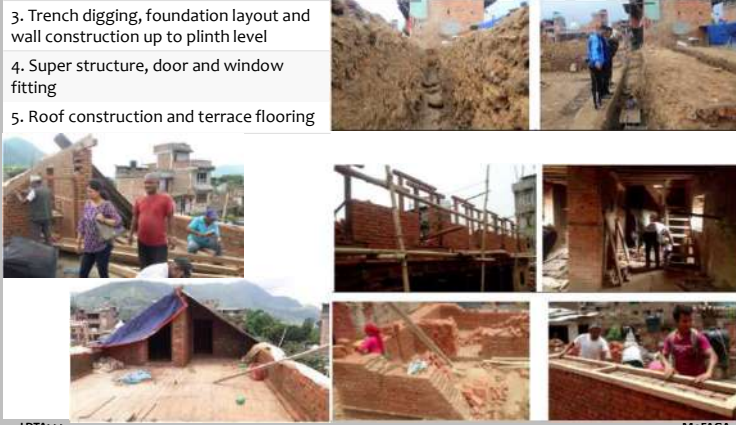 3. Trench digging, foundation layout and
wall construction up to plinth level
4. Super structure, door and window
fitting
5. Roof construction and terrace flooring